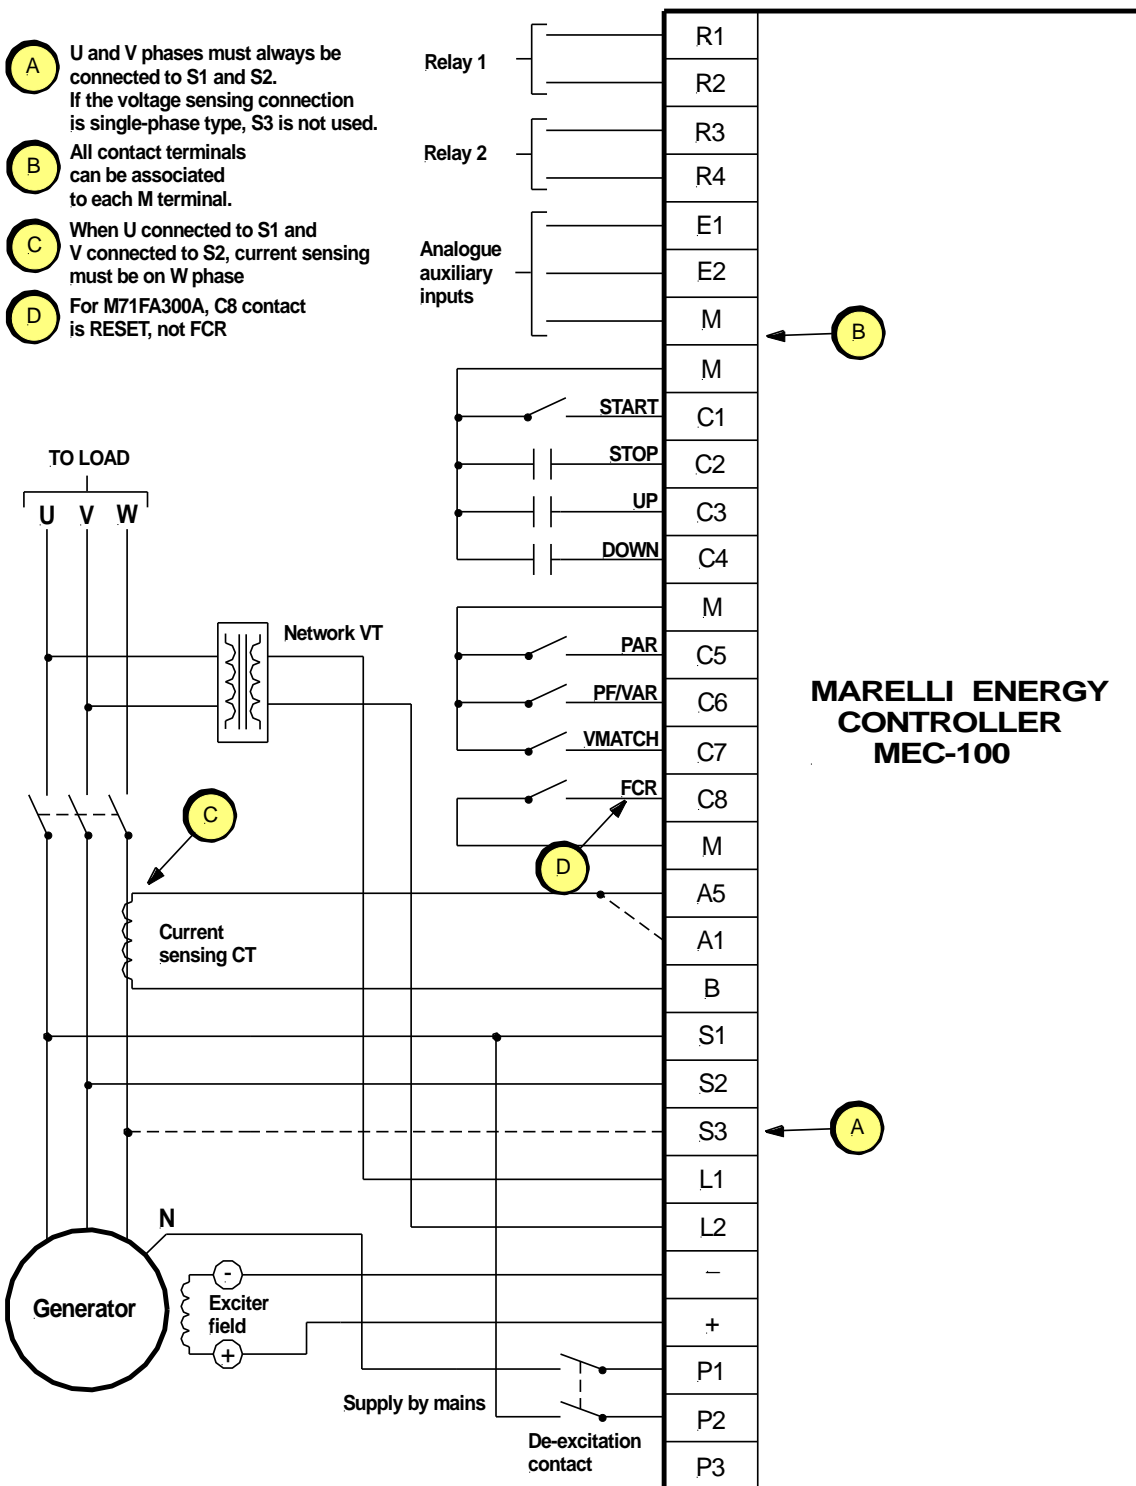 A
U and V phases must always be
connected to S1 and S2.
If the voltage sensing connection
is single-phase type, S3 is not used.
B
All contact terminals
can be associated
to each M terminal.
C
When U connected to S1 and
V connected to S2, current sensing
must be on W phase
D
For M71FA300A, C8 contact
is RESET, not FCR
Relay 1
R1
R2
Relay 2
R3
R4
Analogue
auxiliary
inputs
E1
E2
M
B
M
START
C1
STOP
C2
UP
C3
DOWN
C4
M
PAR
C5
PF/VAR
C6
VMATCH
C7
FCR
C8
M
D
A5
A1
B
S1
S2
S3
A
L1
L2
–
+
P1
P2
P3
MARELLI ENERGY
CONTROLLER
MEC-100
TO LOAD
U V W
Network VT
C
Current
sensing CT
N
Generator
-
Exciter
field
+
Supply by mains
De-excitation
contact